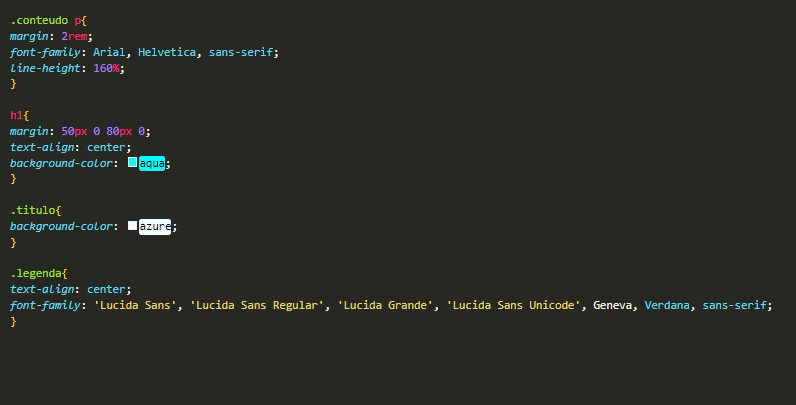 .conteudo p{
margin: 2rem;
font-family: Arial, Helvetica, sans-serif;
line-height: 160%;
}
h1{
margin: 50px 0 80px 0;
text-align: center;
background-color: aqua;
}
.titulo{
background-color: azure;
}
.legenda{
text-align: center;
font-family: 'Lucida Sans', 'Lucida Sans Regular', 'Lucida Grande', 'Lucida Sans Unicode', Geneva, Verdana, sans-serif;
}